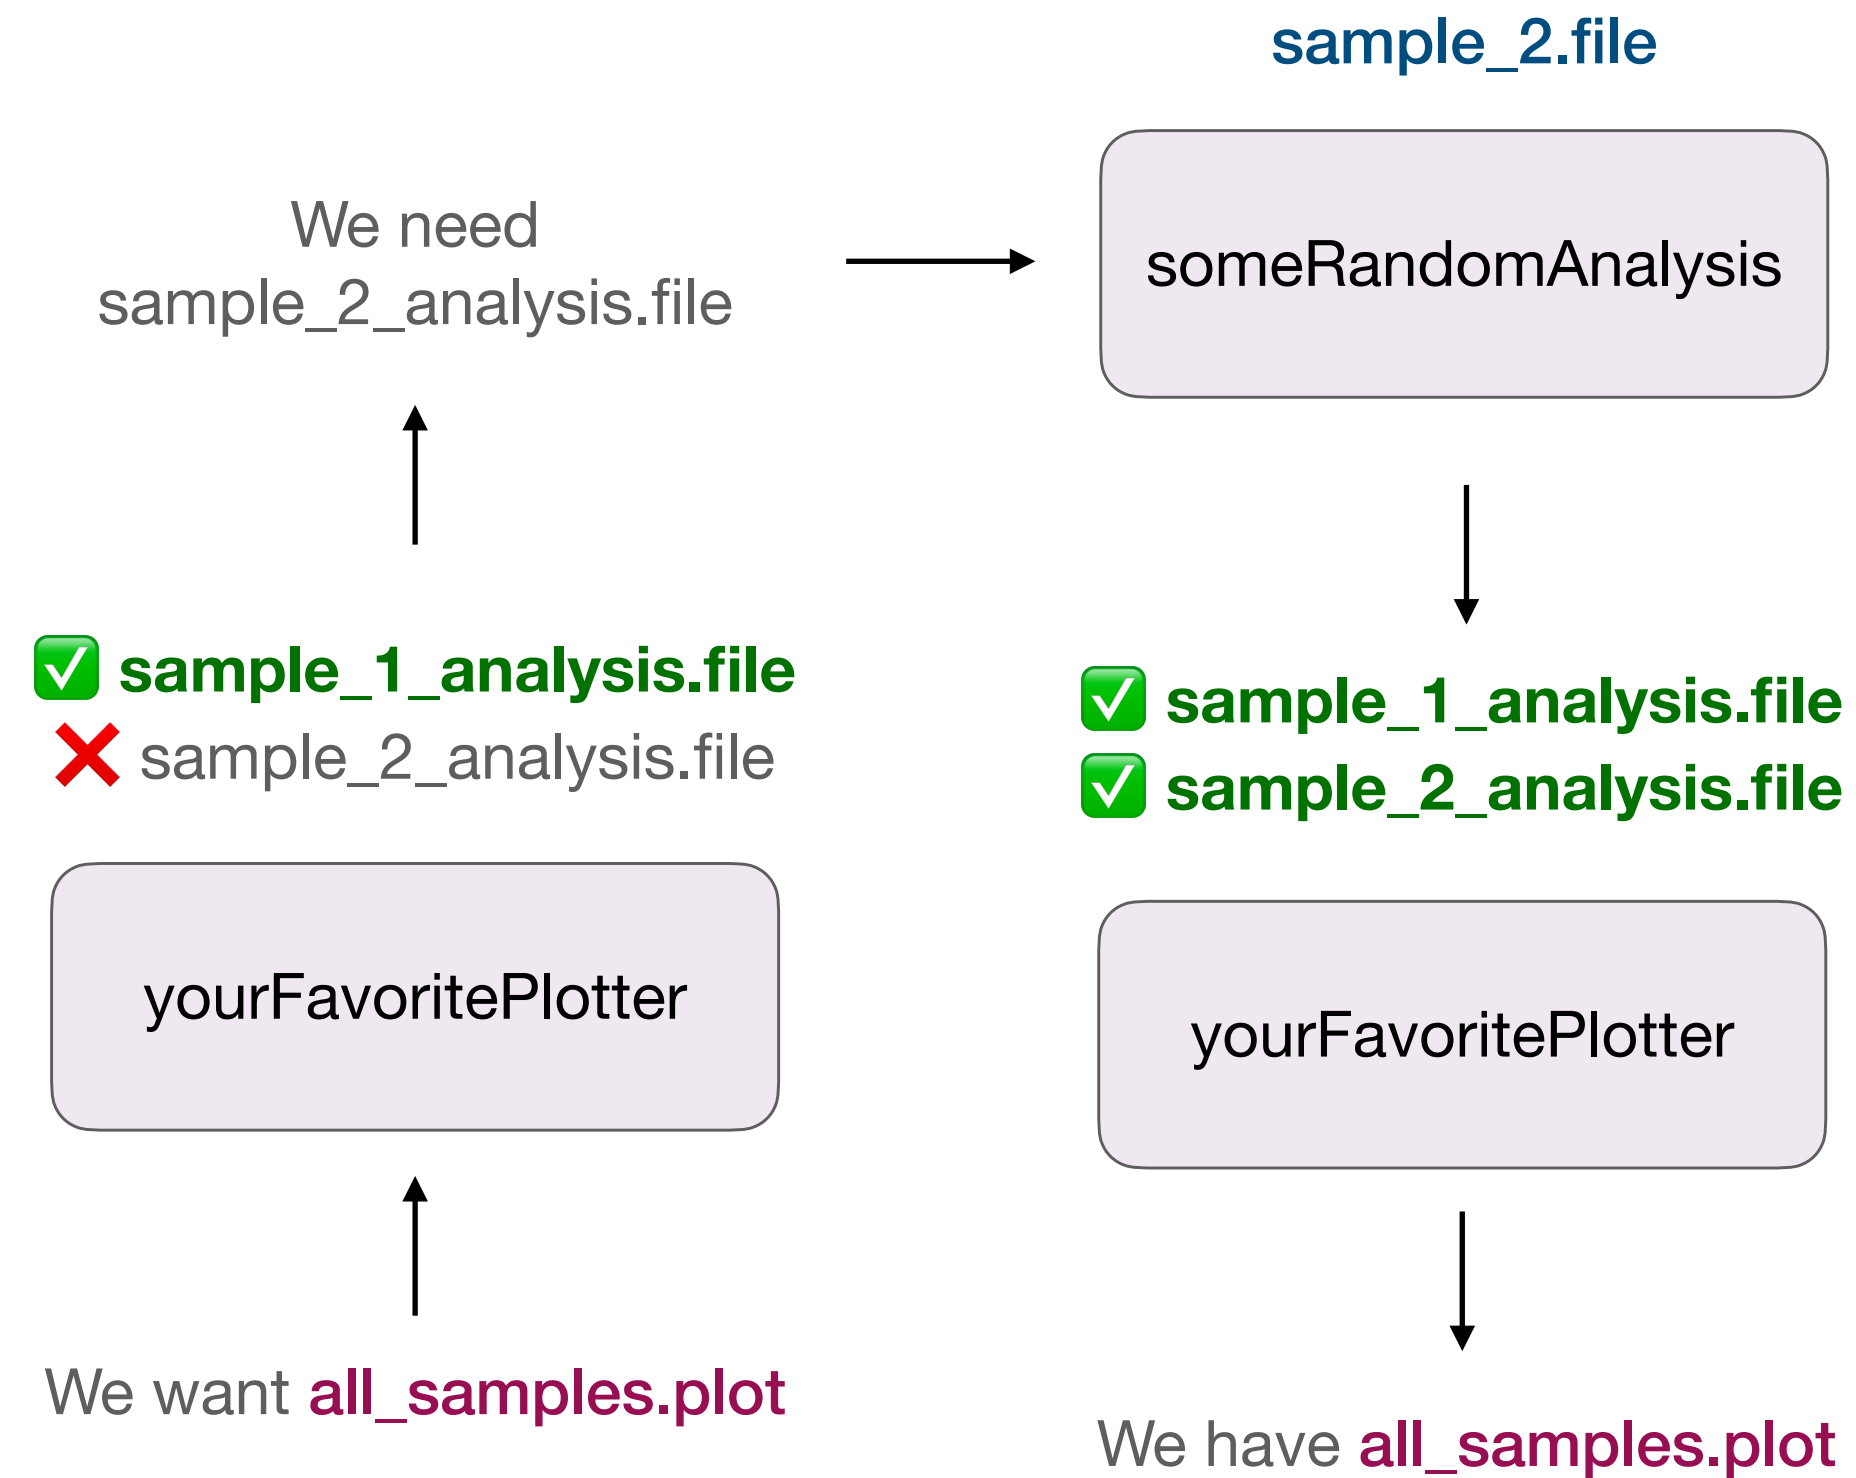 We want all_samples.plot
yourFavoritePlotter
✅ sample_1_analysis.file
❌ sample_2_analysis.file
We need
sample_2_analysis.file
sample_2.file
someRandomAnalysis
✅ sample_1_analysis.file
✅ sample_2_analysis.file
yourFavoritePlotter
We have all_samples.plot